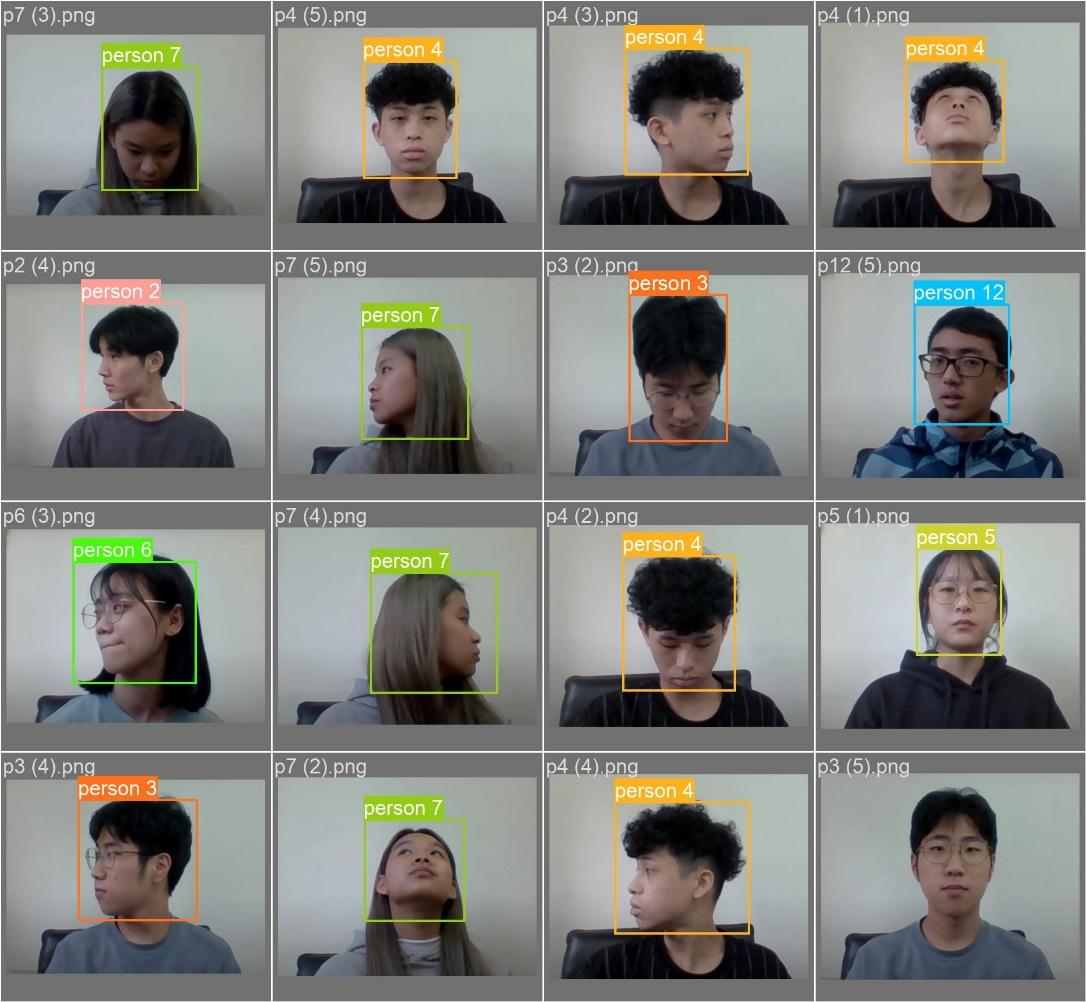 p7 (3).png
person 7
p4 (5).png
person 4
p4 (3).png
person 4
p4 (1).png
person 4
p2 (4).png
person 2
p7 (5).png
person 7
p3 (2).png
person 3
p12 (5).png
person 12
p6 (3).png
person 6
p7 (4).png
person 7
p4 (2).png
person 4
p5 (1).png
person 5
p3 (4).png
person 3
p7 (2).png
person 7
p4 (4).png
person 4
p3 (5).png